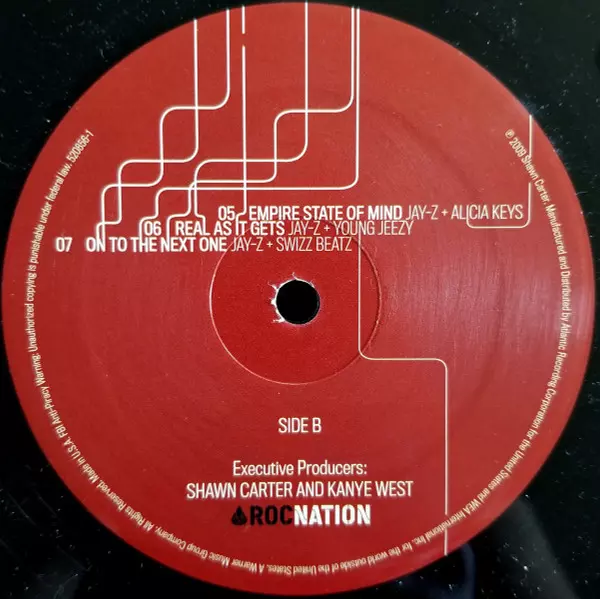 05 EMPIRE STATE OF MIND JAY-Z + ALICIA KEYS
06 REAL AS IT GETS JAY-Z + YOUNG JEEZY
07 ON TO THE NEXT ONE JAY-Z + SWIZZ BEATZ
SIDE B
Executive Producers:
SHAWN CARTER AND KANYE WEST
ROCNATION
℗ 2009 Shawn Carter. Manufactured and Distributed by Atlantic Recording Corporation for the United States and WEA International Inc. for the world outside of the United States. A Warner Music Group Company. All Rights Reserved. Made in U.S.A. FBI Anti-Piracy Warning: Unauthorized copying is punishable under federal law. 520856-1